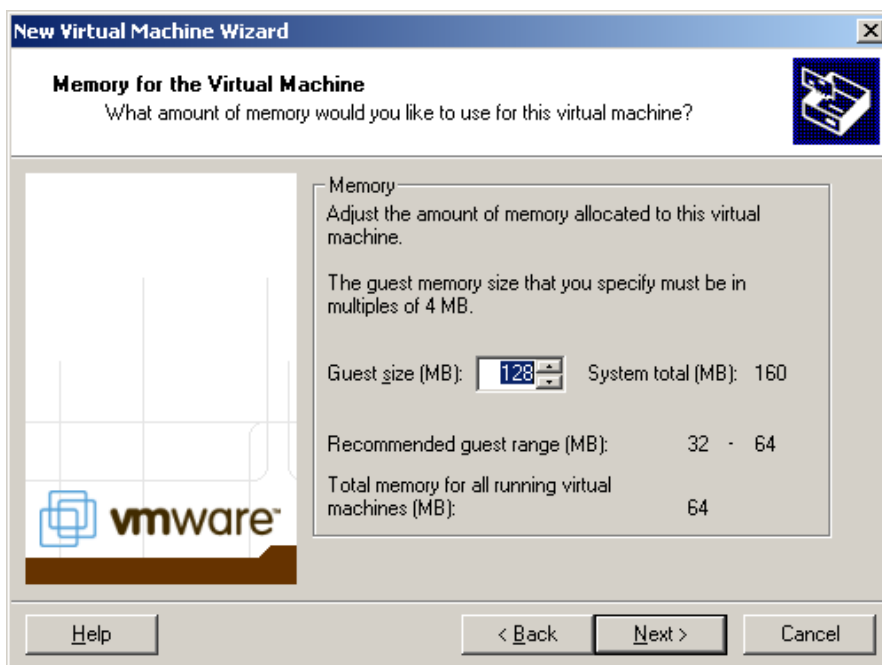 New Virtual Machine Wizard
Memory for the Virtual Machine
What amount of memory would you like to use for this virtual machine?
Memory
Adjust the amount of memory allocated to this virtual
machine.
The guest memory size that you specify must be in
multiples of 4 MB.
Guest size (MB): 128 System total (MB): 160
Recommended guest range (MB): 32 - 64
Total memory for all running virtual
machines (MB): 64
vmware™
Help < Back Next > Cancel